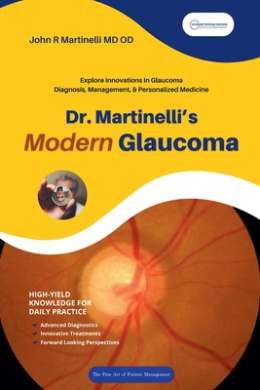 John R Martinelli MD OD
Explore Innovations In Glaucoma
Diagnosis, Management, & Personalized Medicine
Dr. Martinelli's
Modern Glaucoma
HIGH-YIELD
KNOWLEDGE FOR
DAILY PRACTICE
Advanced Diagnostics
Innovative Treatments
Forward Looking Perspectives
The Fine Art of Patient Management